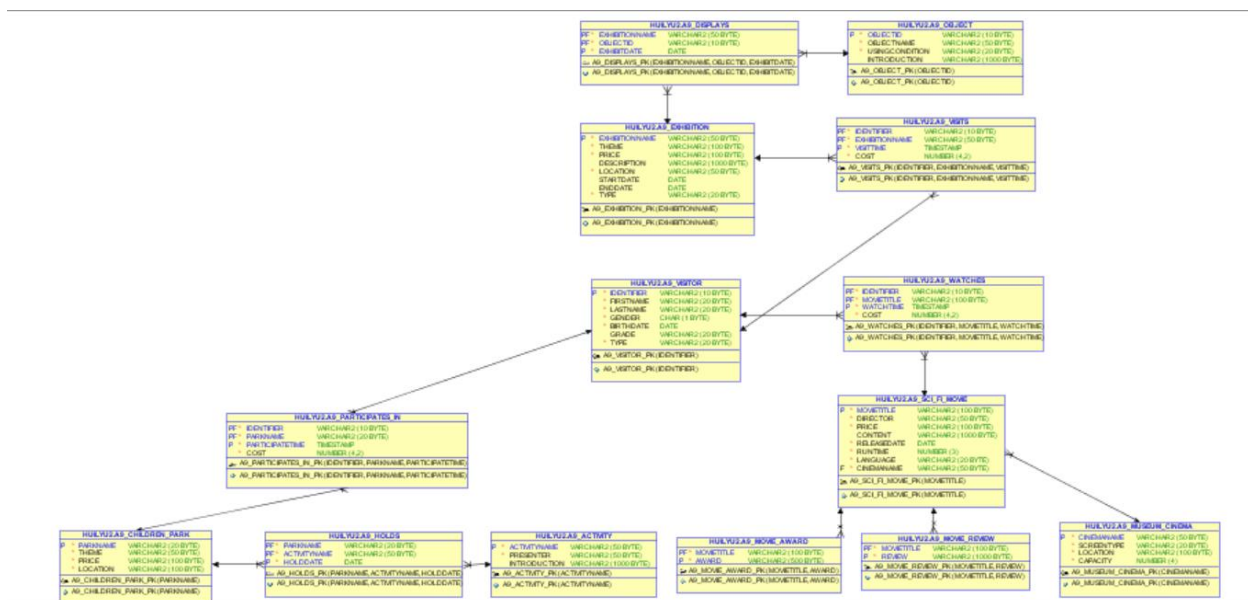 HUILYU2.A9_DISPLAYS
PF* EXHIBITIONNAME VARCHAR2 (50 BYTE)
PF* OBJECTID VARCHAR2 (10 BYTE)
P * EXHIBITDATE DATE
A9_DISPLAYS_PK (EXHIBITIONNAME, OBJECTID, EXHIBITDATE)
A9_DISPLAYS_PK (EXHIBITIONNAME, OBJECTID, EXHIBITDATE)
HUILYU2.A9_OBJECT
P * OBJECTID VARCHAR2 (10 BYTE)
* OBJECTNAME VARCHAR2 (50 BYTE)
* USINGCONDITION VARCHAR2 (20 BYTE)
INTRODUCTION VARCHAR2 (1000 BYTE)
A9_OBJECT_PK (OBJECTID)
A9_OBJECT_PK (OBJECTID)
HUILYU2.A9_EXHIBITION
P * EXHIBITIONNAME VARCHAR2 (50 BYTE)
* THEME VARCHAR2 (100 BYTE)
* PRICE VARCHAR2 (100 BYTE)
DESCRIPTION VARCHAR2 (1000 BYTE)
* LOCATION VARCHAR2 (50 BYTE)
STARTDATE DATE
ENDDATE DATE
* TYPE VARCHAR2 (20 BYTE)
A9_EXHIBITION_PK (EXHIBITIONNAME)
A9_EXHIBITION_PK (EXHIBITIONNAME)
HUILYU2.A9_VISITS
PF* IDENTIFIER VARCHAR2 (10 BYTE)
PF* EXHIBITIONNAME VARCHAR2 (50 BYTE)
P * VISITTIME TIMESTAMP
* COST NUMBER (4,2)
A9_VISITS_PK (IDENTIFIER, EXHIBITIONNAME, VISITTIME)
A9_VISITS_PK (IDENTIFIER, EXHIBITIONNAME, VISITTIME)
HUILYU2.A9_VISITOR
P * IDENTIFIER VARCHAR2 (10 BYTE)
* FIRSTNAME VARCHAR2 (20 BYTE)
* LASTNAME VARCHAR2 (20 BYTE)
* GENDER CHAR (1 BYTE)
* BIRTHDATE DATE
GRADE VARCHAR2 (20 BYTE)
* TYPE VARCHAR2 (20 BYTE)
A9_VISITOR_PK (IDENTIFIER)
A9_VISITOR_PK (IDENTIFIER)
HUILYU2.A9_WATCHES
PF* IDENTIFIER VARCHAR2 (10 BYTE)
PF* MOVIETITLE VARCHAR2 (100 BYTE)
P * WATCHTIME TIMESTAMP
* COST NUMBER (4,2)
A9_WATCHES_PK (IDENTIFIER, MOVIETITLE, WATCHTIME)
A9_WATCHES_PK (IDENTIFIER, MOVIETITLE, WATCHTIME)
HUILYU2.A9_PARTICIPATES_IN
PF* IDENTIFIER VARCHAR2 (10 BYTE)
PF* PARKNAME VARCHAR2 (20 BYTE)
P * PARTICIPATETIME TIMESTAMP
* COST NUMBER (4,2)
A9_PARTICIPATES_IN_PK (IDENTIFIER, PARKNAME, PARTICIPATETIME)
A9_PARTICIPATES_IN_PK (IDENTIFIER, PARKNAME, PARTICIPATETIME)
HUILYU2.A9_SCI_FI_MOVIE
P * MOVIETITLE VARCHAR2 (100 BYTE)
* DIRECTOR VARCHAR2 (50 BYTE)
* PRICE VARCHAR2 (100 BYTE)
CONTENT VARCHAR2 (1000 BYTE)
* RELEASEDATE DATE
* RUNTIME NUMBER (3)
* LANGUAGE VARCHAR2 (20 BYTE)
F * CINEMANAME VARCHAR2 (50 BYTE)
A9_SCI_FI_MOVIE_PK (MOVIETITLE)
A9_SCI_FI_MOVIE_PK (MOVIETITLE)
HUILYU2.A9_CHILDREN_PARK
P * PARKNAME VARCHAR2 (20 BYTE)
* THEME VARCHAR2 (50 BYTE)
* PRICE VARCHAR2 (100 BYTE)
* LOCATION VARCHAR2 (100 BYTE)
A9_CHILDREN_PARK_PK (PARKNAME)
A9_CHILDREN_PARK_PK (PARKNAME)
HUILYU2.A9_HOLDS
PF* PARKNAME VARCHAR2 (20 BYTE)
PF* ACTIVITYNAME VARCHAR2 (50 BYTE)
P * HOLDDATE DATE
A9_HOLDS_PK (PARKNAME, ACTIVITYNAME, HOLDDATE)
A9_HOLDS_PK (PARKNAME, ACTIVITYNAME, HOLDDATE)
HUILYU2.A9_ACTIVITY
P * ACTIVITYNAME VARCHAR2 (50 BYTE)
* PRESENTER VARCHAR2 (50 BYTE)
INTRODUCTION VARCHAR2 (1000 BYTE)
A9_ACTIVITY_PK (ACTIVITYNAME)
A9_ACTIVITY_PK (ACTIVITYNAME)
HUILYU2.A9_MOVIE_AWARD
PF* MOVIETITLE VARCHAR2 (100 BYTE)
P * AWARD VARCHAR2 (500 BYTE)
A9_MOVIE_AWARD_PK (MOVIETITLE, AWARD)
A9_MOVIE_AWARD_PK (MOVIETITLE, AWARD)
HUILYU2.A9_MOVIE_REVIEW
PF* MOVIETITLE VARCHAR2 (100 BYTE)
P * REVIEW VARCHAR2 (1000 BYTE)
A9_MOVIE_REVIEW_PK (MOVIETITLE, REVIEW)
A9_MOVIE_REVIEW_PK (MOVIETITLE, REVIEW)
HUILYU2.A9_MUSEUM_CINEMA
P * CINEMANAME VARCHAR2 (50 BYTE)
* SCREENTYPE VARCHAR2 (20 BYTE)
* LOCATION VARCHAR2 (100 BYTE)
CAPACITY NUMBER (4)
A9_MUSEUM_CINEMA_PK (CINEMANAME)
A9_MUSEUM_CINEMA_PK (CINEMANAME)